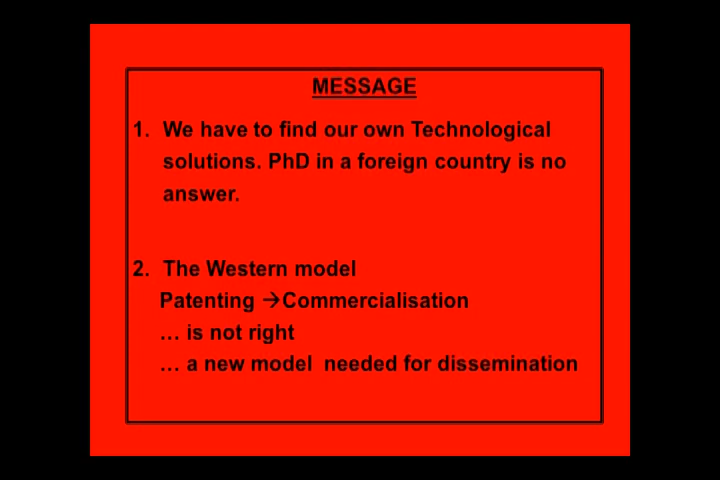 MESSAGE
1. We have to find our own Technological
solutions. PhD in a foreign country is no
answer.
2. The Western model
Patenting →Commercialisation
… is not right
… a new model needed for dissemination